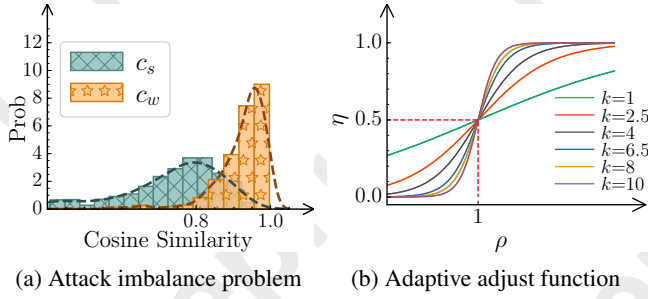 12
10
8
6
4
2
0
Prob
c_s
c_w
0.8
1.0
Cosine Similarity
(a) Attack imbalance problem
1.0
0.5
0.0
η
k=1
k=2.5
k=4
k=6.5
k=8
k=10
1
ρ
(b) Adaptive adjust function